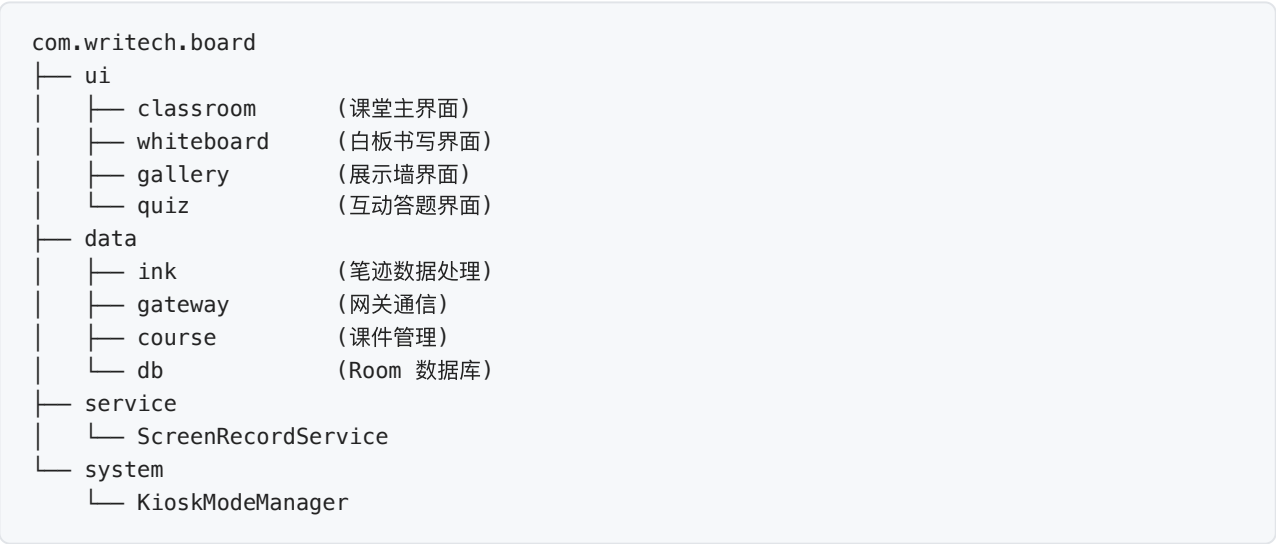 com.writech.board
├── ui
│   ├── classroom      (课堂主界面)
│   ├── whiteboard     (白板书写界面)
│   ├── gallery        (展示墙界面)
│   └── quiz           (互动答题界面)
├── data
│   ├── ink            (笔迹数据处理)
│   ├── gateway        (网关通信)
│   ├── course         (课件管理)
│   └── db             (Room 数据库)
├── service
│   └── ScreenRecordService
└── system
    └── KioskModeManager